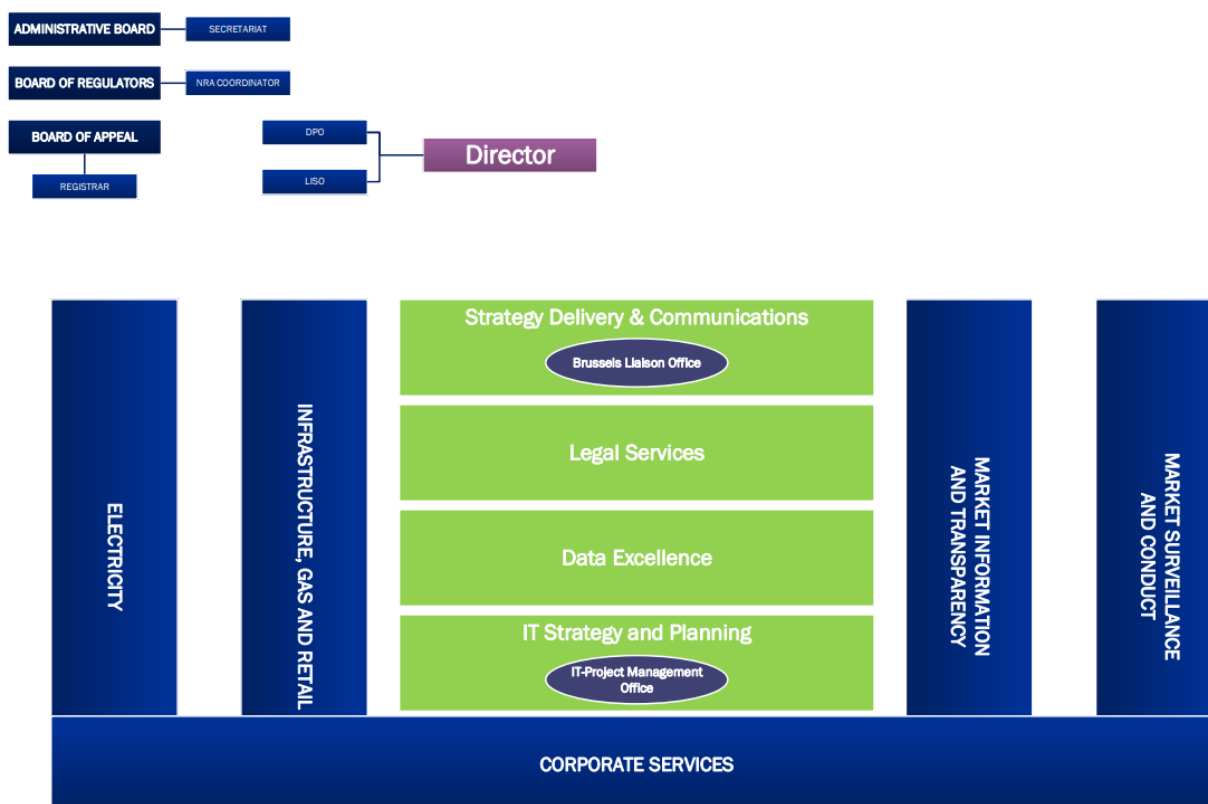 ADMINISTRATIVE BOARD
SECRETARIAT
BOARD OF REGULATORS
NRA COORDINATOR
BOARD OF APPEAL
REGISTRAR
DPO
LISO
Director
ELECTRICITY
INFRASTRUCTURE, GAS AND RETAIL
Strategy Delivery & Communications
Brussels Liaison Office
Legal Services
Data Excellence
IT Strategy and Planning
IT-Project Management
Office
MARKET INFORMATION
AND TRANSPARENCY
MARKET SURVEILLANCE
AND CONDUCT
CORPORATE SERVICES